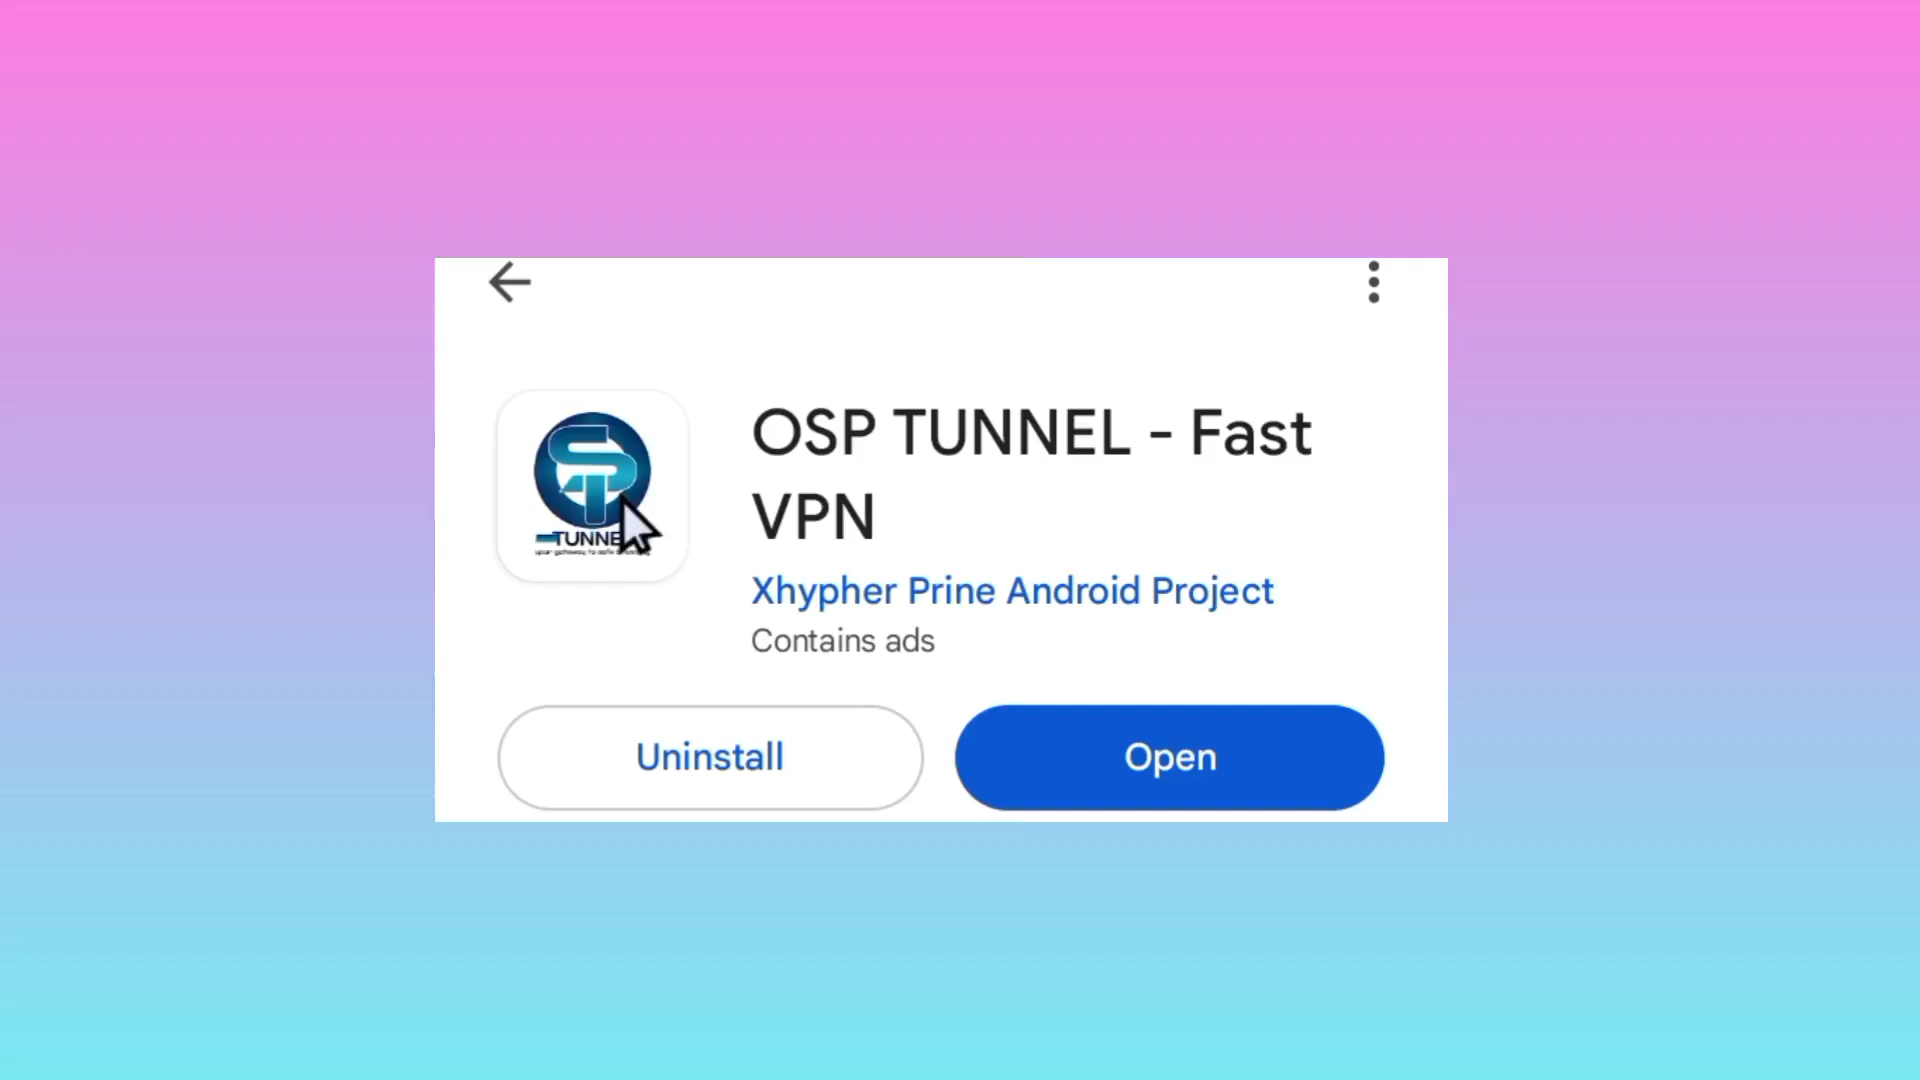 OSP TUNNEL - Fast
VPN
Xhypher Prine Android Project
Contains ads
Uninstall
Open